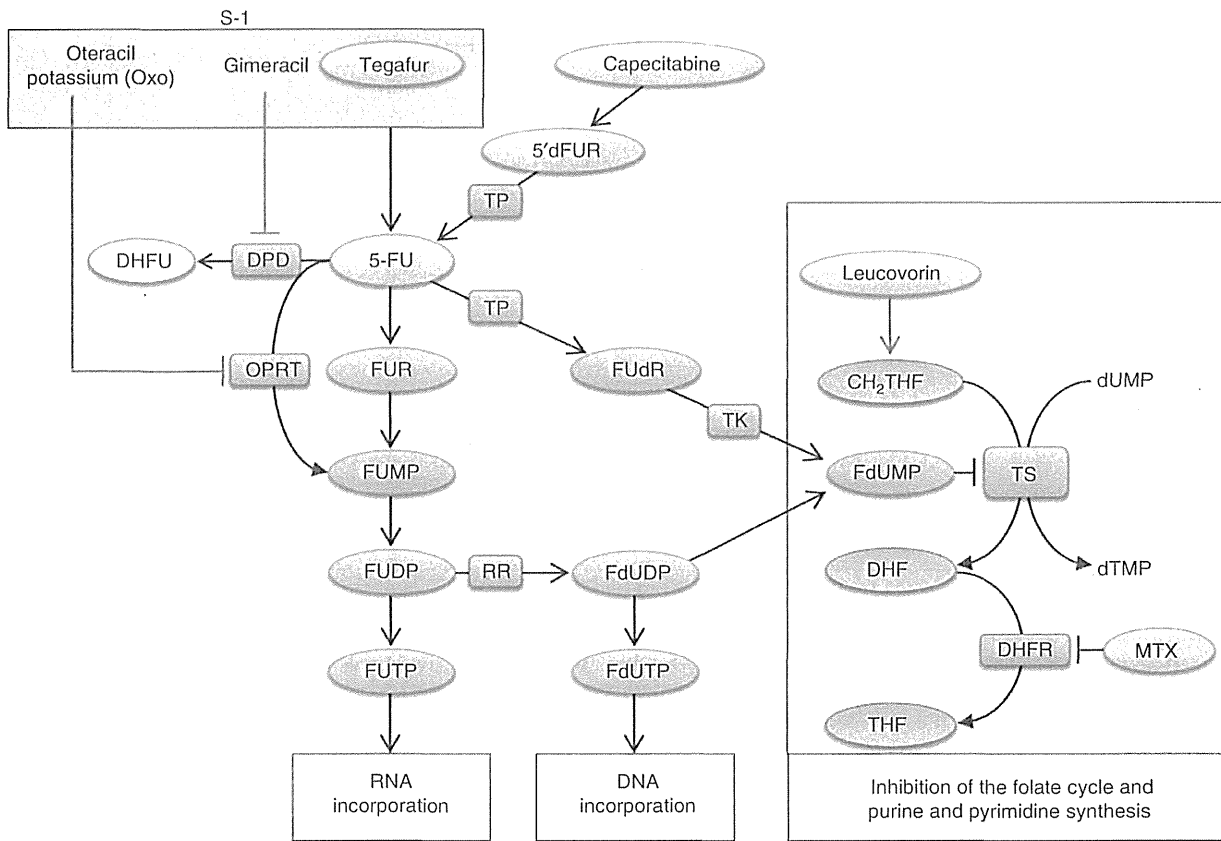 S-1
Oteracil
potassium (Oxo)
Gimeracil
Tegafur
Capecitabine
5′dFUR
TP
DHFU
DPD
5-FU
TP
Leucovorin
OPRT
FUR
FUdR
CH₂THF
dUMP
TK
FUMP
FdUMP
TS
FUDP
RR
FdUDP
DHF
dTMP
DHFR
MTX
FUTP
FdUTP
THF
RNA
incorporation
DNA
incorporation
Inhibition of the folate cycle and
purine and pyrimidine synthesis